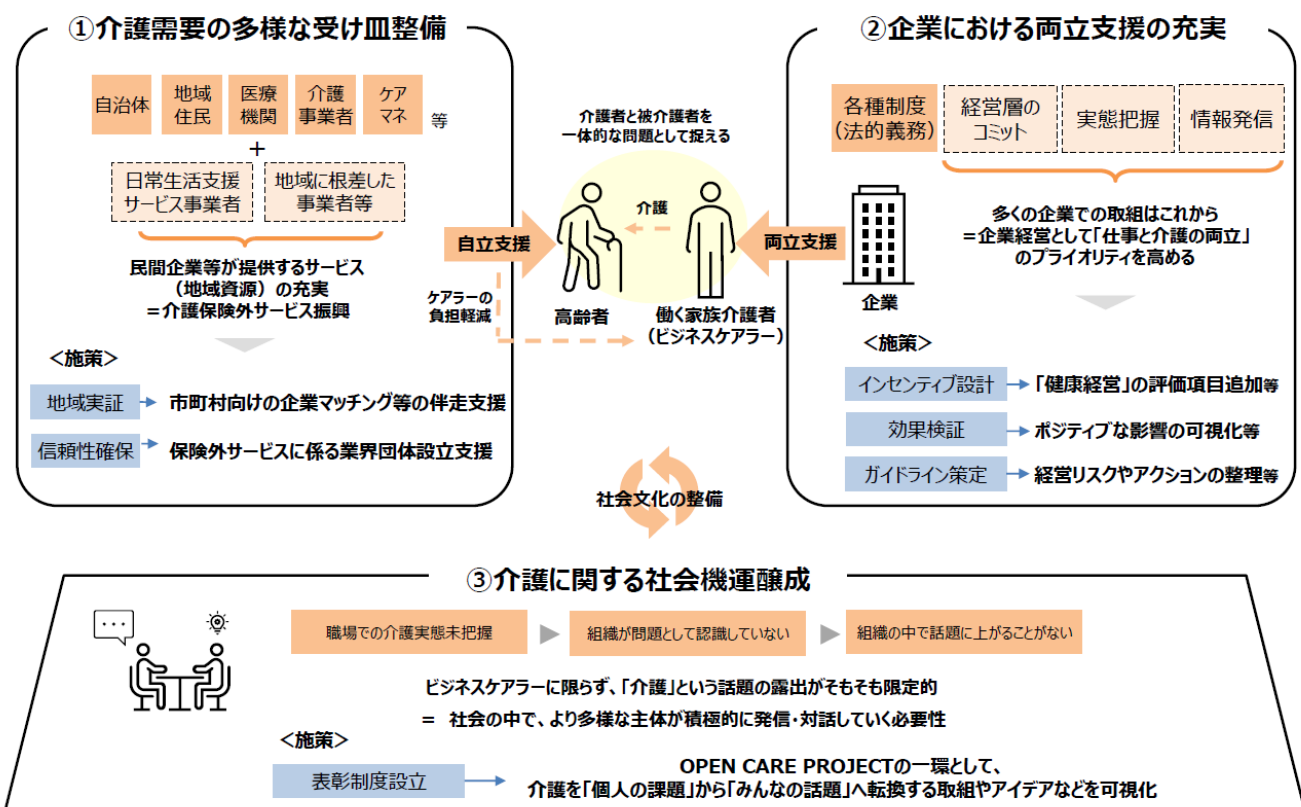 ①介護需要の多様な受け皿整備
自治体
地域
住民
医療
機関
介護
事業者
ケア
マネ
等
+
日常生活支援
サービス事業者
地域に根差した
事業者等
民間企業等が提供するサービス
（地域資源）の充実
＝介護保険外サービス振興
＜施策＞
地域実証
市町村向けの企業マッチング等の伴走支援
信頼性確保
保険外サービスに係る業界団体設立支援
介護者と被介護者を
一体的な問題として捉える
介護
自立支援
両立支援
ケアラーの
負担軽減
高齢者
働く家族介護者
（ビジネスケアラー）
②企業における両立支援の充実
各種制度
（法的義務）
経営層の
コミット
実態把握
情報発信
企業
多くの企業での取組はこれから
＝企業経営として「仕事と介護の両立」
のプライオリティを高める
＜施策＞
インセンティブ設計
「健康経営」の評価項目追加等
効果検証
ポジティブな影響の可視化等
ガイドライン策定
経営リスクやアクションの整理等
社会文化の整備
③介護に関する社会機運醸成
職場での介護実態未把握
組織が問題として認識していない
組織の中で話題に上がることがない
ビジネスケアラーに限らず、「介護」という話題の露出がそもそも限定的
＝ 社会の中で、より多様な主体が積極的に発信・対話していく必要性
＜施策＞
表彰制度設立
OPEN CARE PROJECTの一環として、
介護を「個人の課題」から「みんなの話題」へ転換する取組やアイデアなどを可視化